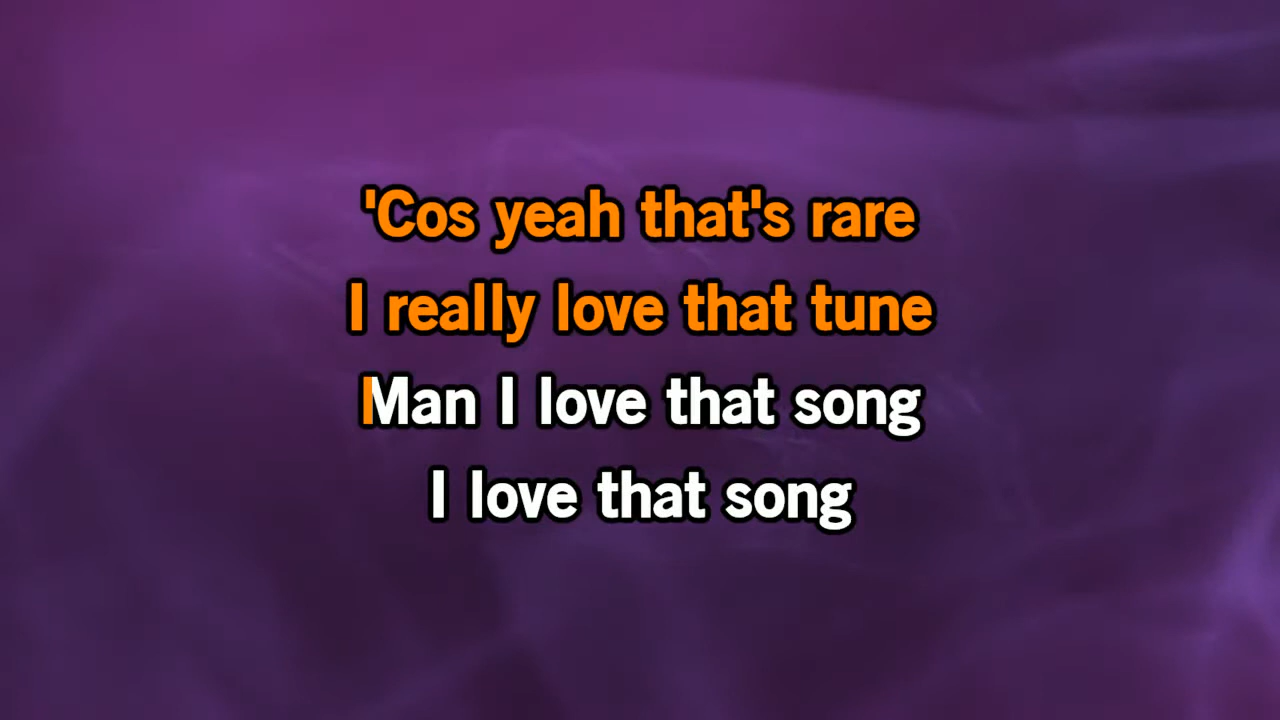 'Cos yeah that's rare
I really love that tune
Man I love that song
I love that song